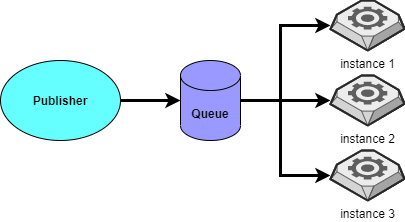 Publisher
Queue
instance 1
instance 2
instance 3